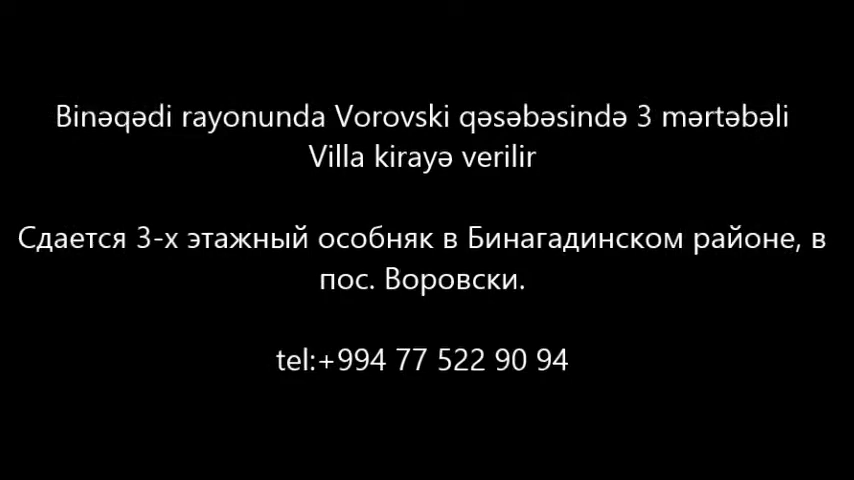 Binəqədi rayonunda Vorovski qəsəbəsində 3 mərtəbəli
Villa kirayə verilir
Сдается 3-х этажный особняк в Бинагадинском районе, в
пос. Воровски.
tel:+994 77 522 90 94